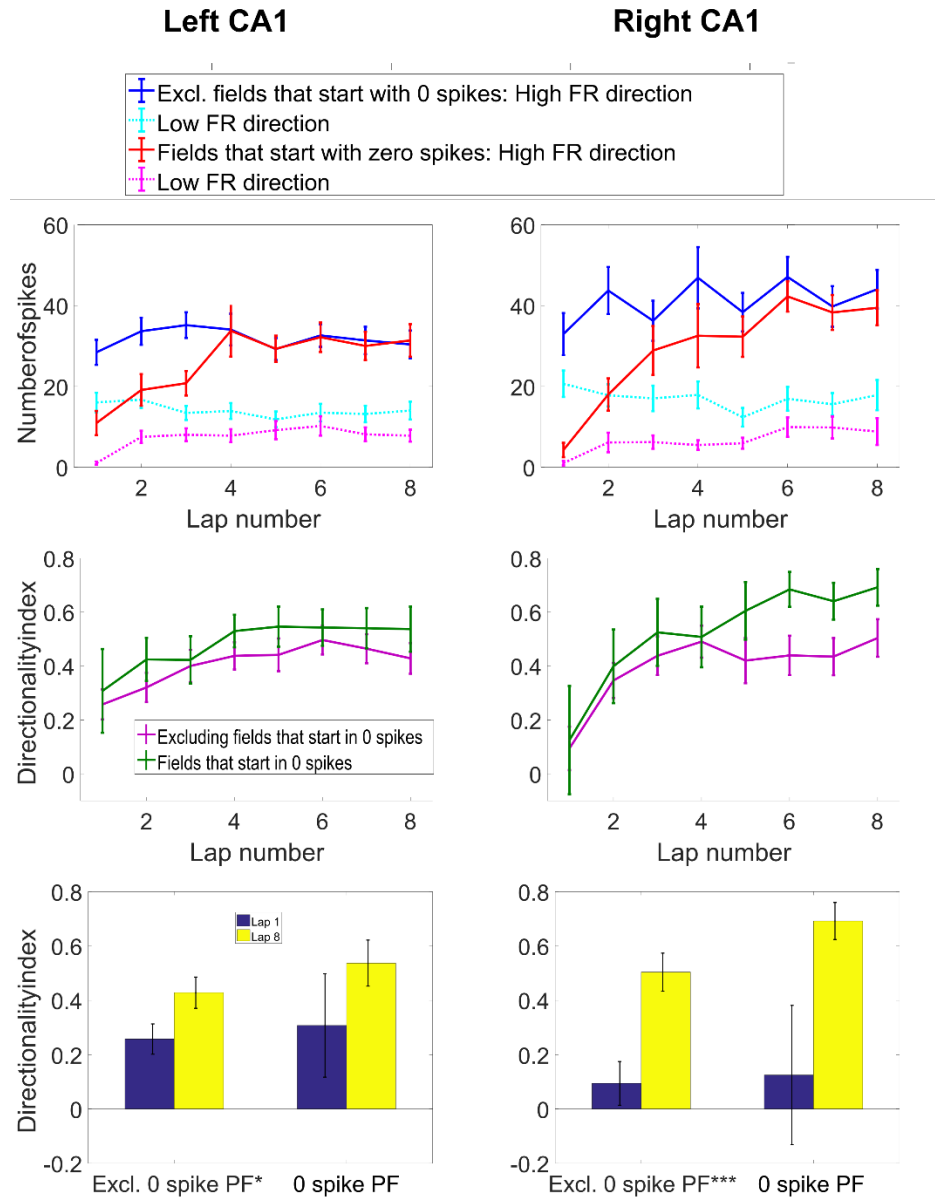 Left CA1
Right CA1
Excl. fields that start with 0 spikes: High FR direction
Low FR direction
Fields that start with zero spikes: High FR direction
Low FR direction
60
40
20
0
Numberofspikes
2 4 6 8
Lap number
60
40
20
0
2 4 6 8
Lap number
0.8
0.6
0.4
0.2
0
Directionalityindex
Excluding fields that start in 0 spikes
Fields that start in 0 spikes
2 4 6 8
Lap number
0.8
0.6
0.4
0.2
0
2 4 6 8
Lap number
0.8
0.6
0.4
0.2
0
-0.2
Directionalityindex
Lap 1
Lap 8
Excl. 0 spike PF* 0 spike PF
0.8
0.6
0.4
0.2
0
-0.2
Excl. 0 spike PF*** 0 spike PF